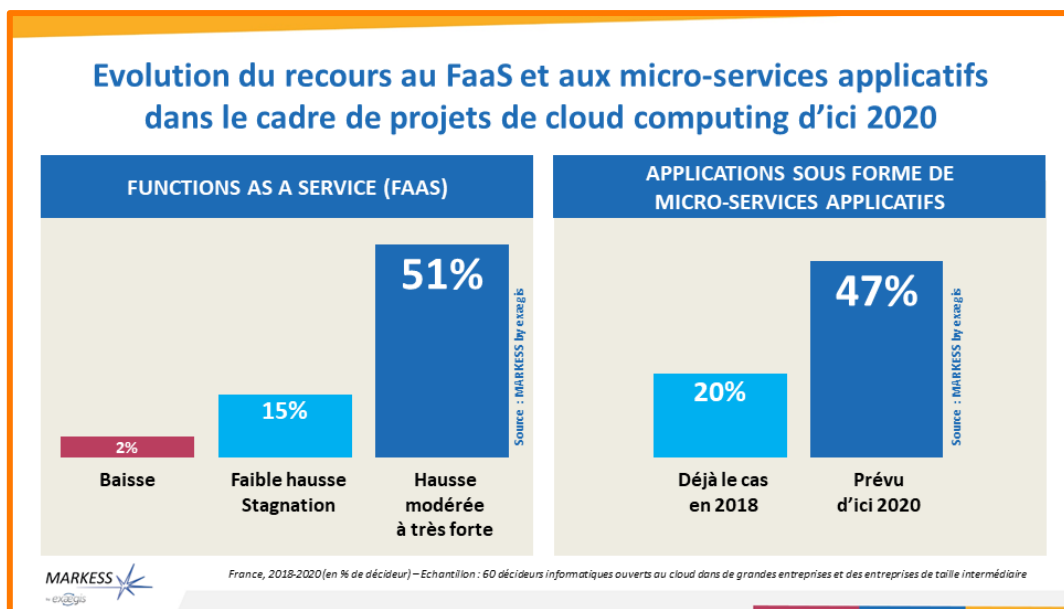 Evolution du recours au FaaS et aux micro-services applicatifs
dans le cadre de projets de cloud computing d'ici 2020
FUNCTIONS AS A SERVICE (FAAS)
51%
15%
2%
Baisse
Faible hausse
Stagnation
Hausse
modérée
à très forte
Source : MARKESS by exægis
APPLICATIONS SOUS FORME DE
MICRO-SERVICES APPLICATIFS
47%
20%
Déjà le cas
en 2018
Prévu
d'ici 2020
Source : MARKESS by exægis
MARKESS
by exægis
France, 2018-2020 (en % de décideur) – Echantillon : 60 décideurs informatiques ouverts au cloud dans de grandes entreprises et des entreprises de taille intermédiaire